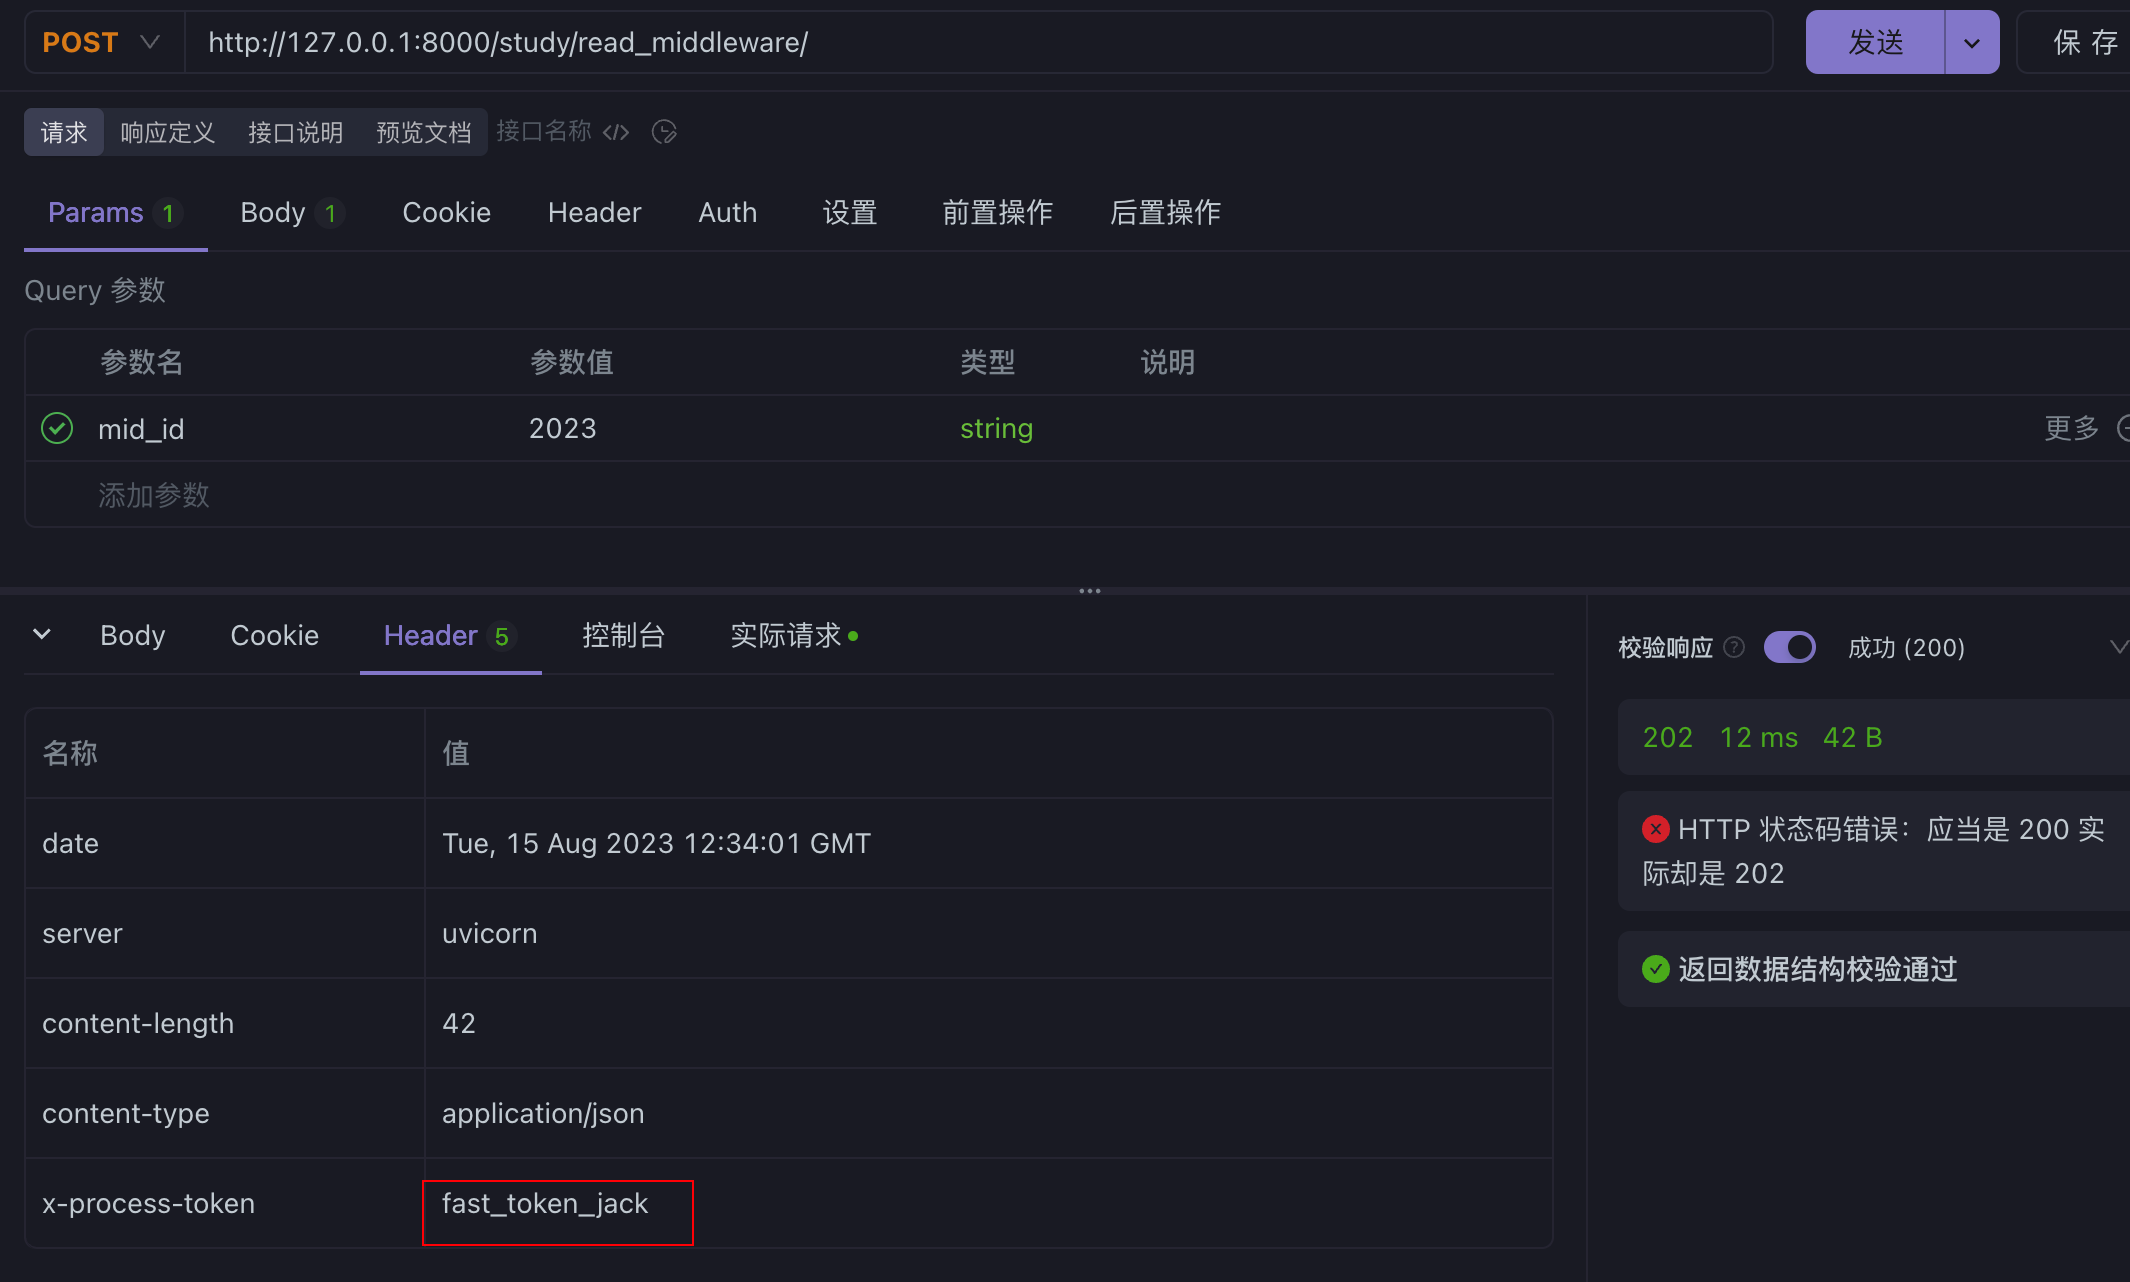 POST http://127.0.0.1:8000/study/read_middleware/ 发送 保 存
请求 响应定义 接口说明 预览文档 接口名称 </>
Params 1 Body 1 Cookie Header Auth 设置 前置操作 后置操作
Query 参数
参数名 参数值 类型 说明
mid_id 2023 string 更多
添加参数
Body Cookie Header 5 控制台 实际请求
名称 值
date Tue, 15 Aug 2023 12:34:01 GMT
server uvicorn
content-length 42
content-type application/json
x-process-token fast_token_jack
校验响应 ? 成功 (200)
202 12 ms 42 B
HTTP 状态码错误：应当是 200 实
际却是 202
返回数据结构校验通过